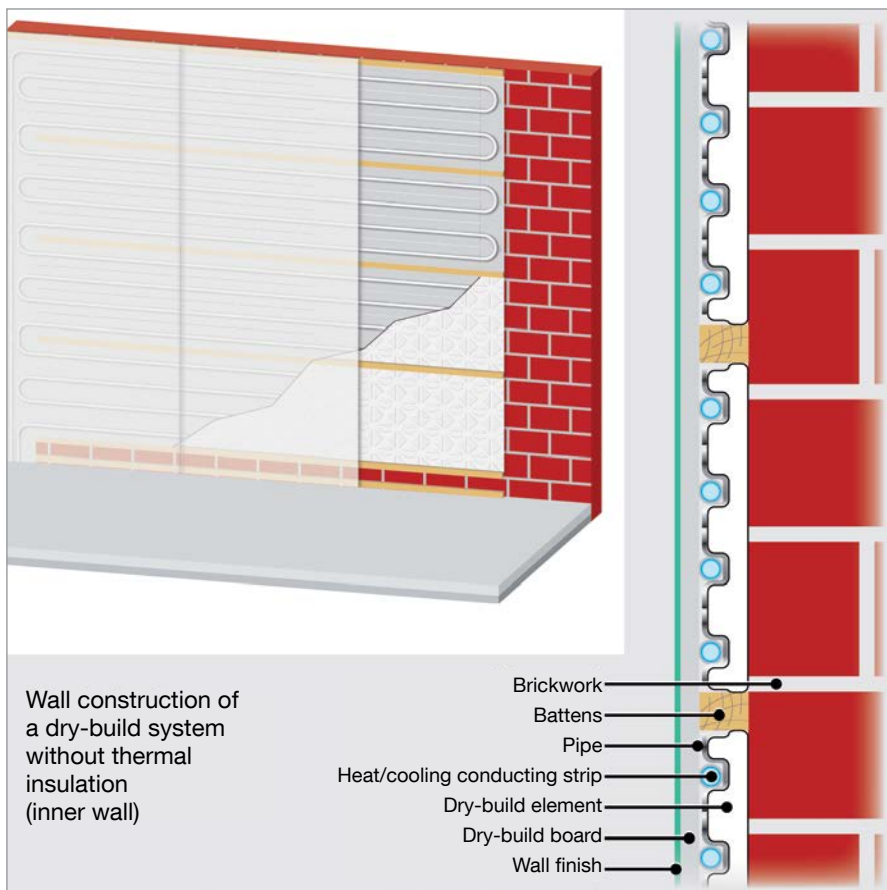 Wall construction of
a dry-build system
without thermal
insulation
(inner wall)
Brickwork
Battens
Pipe
Heat/cooling conducting strip
Dry-build element
Dry-build board
Wall finish